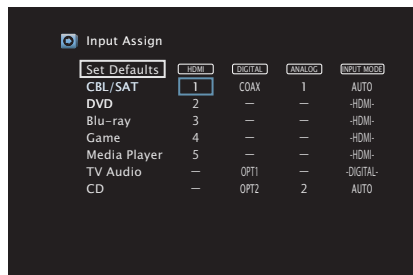 Input Assign
Set Defaults HDMI DIGITAL ANALOG INPUT MODE
CBL/SAT 1 COAX 1 AUTO
DVD 2 — — -HDMI-
Blu-ray 3 — — -HDMI-
Game 4 — — -HDMI-
Media Player 5 — — -HDMI-
TV Audio — OPT1 — -DIGITAL-
CD — OPT2 2 AUTO